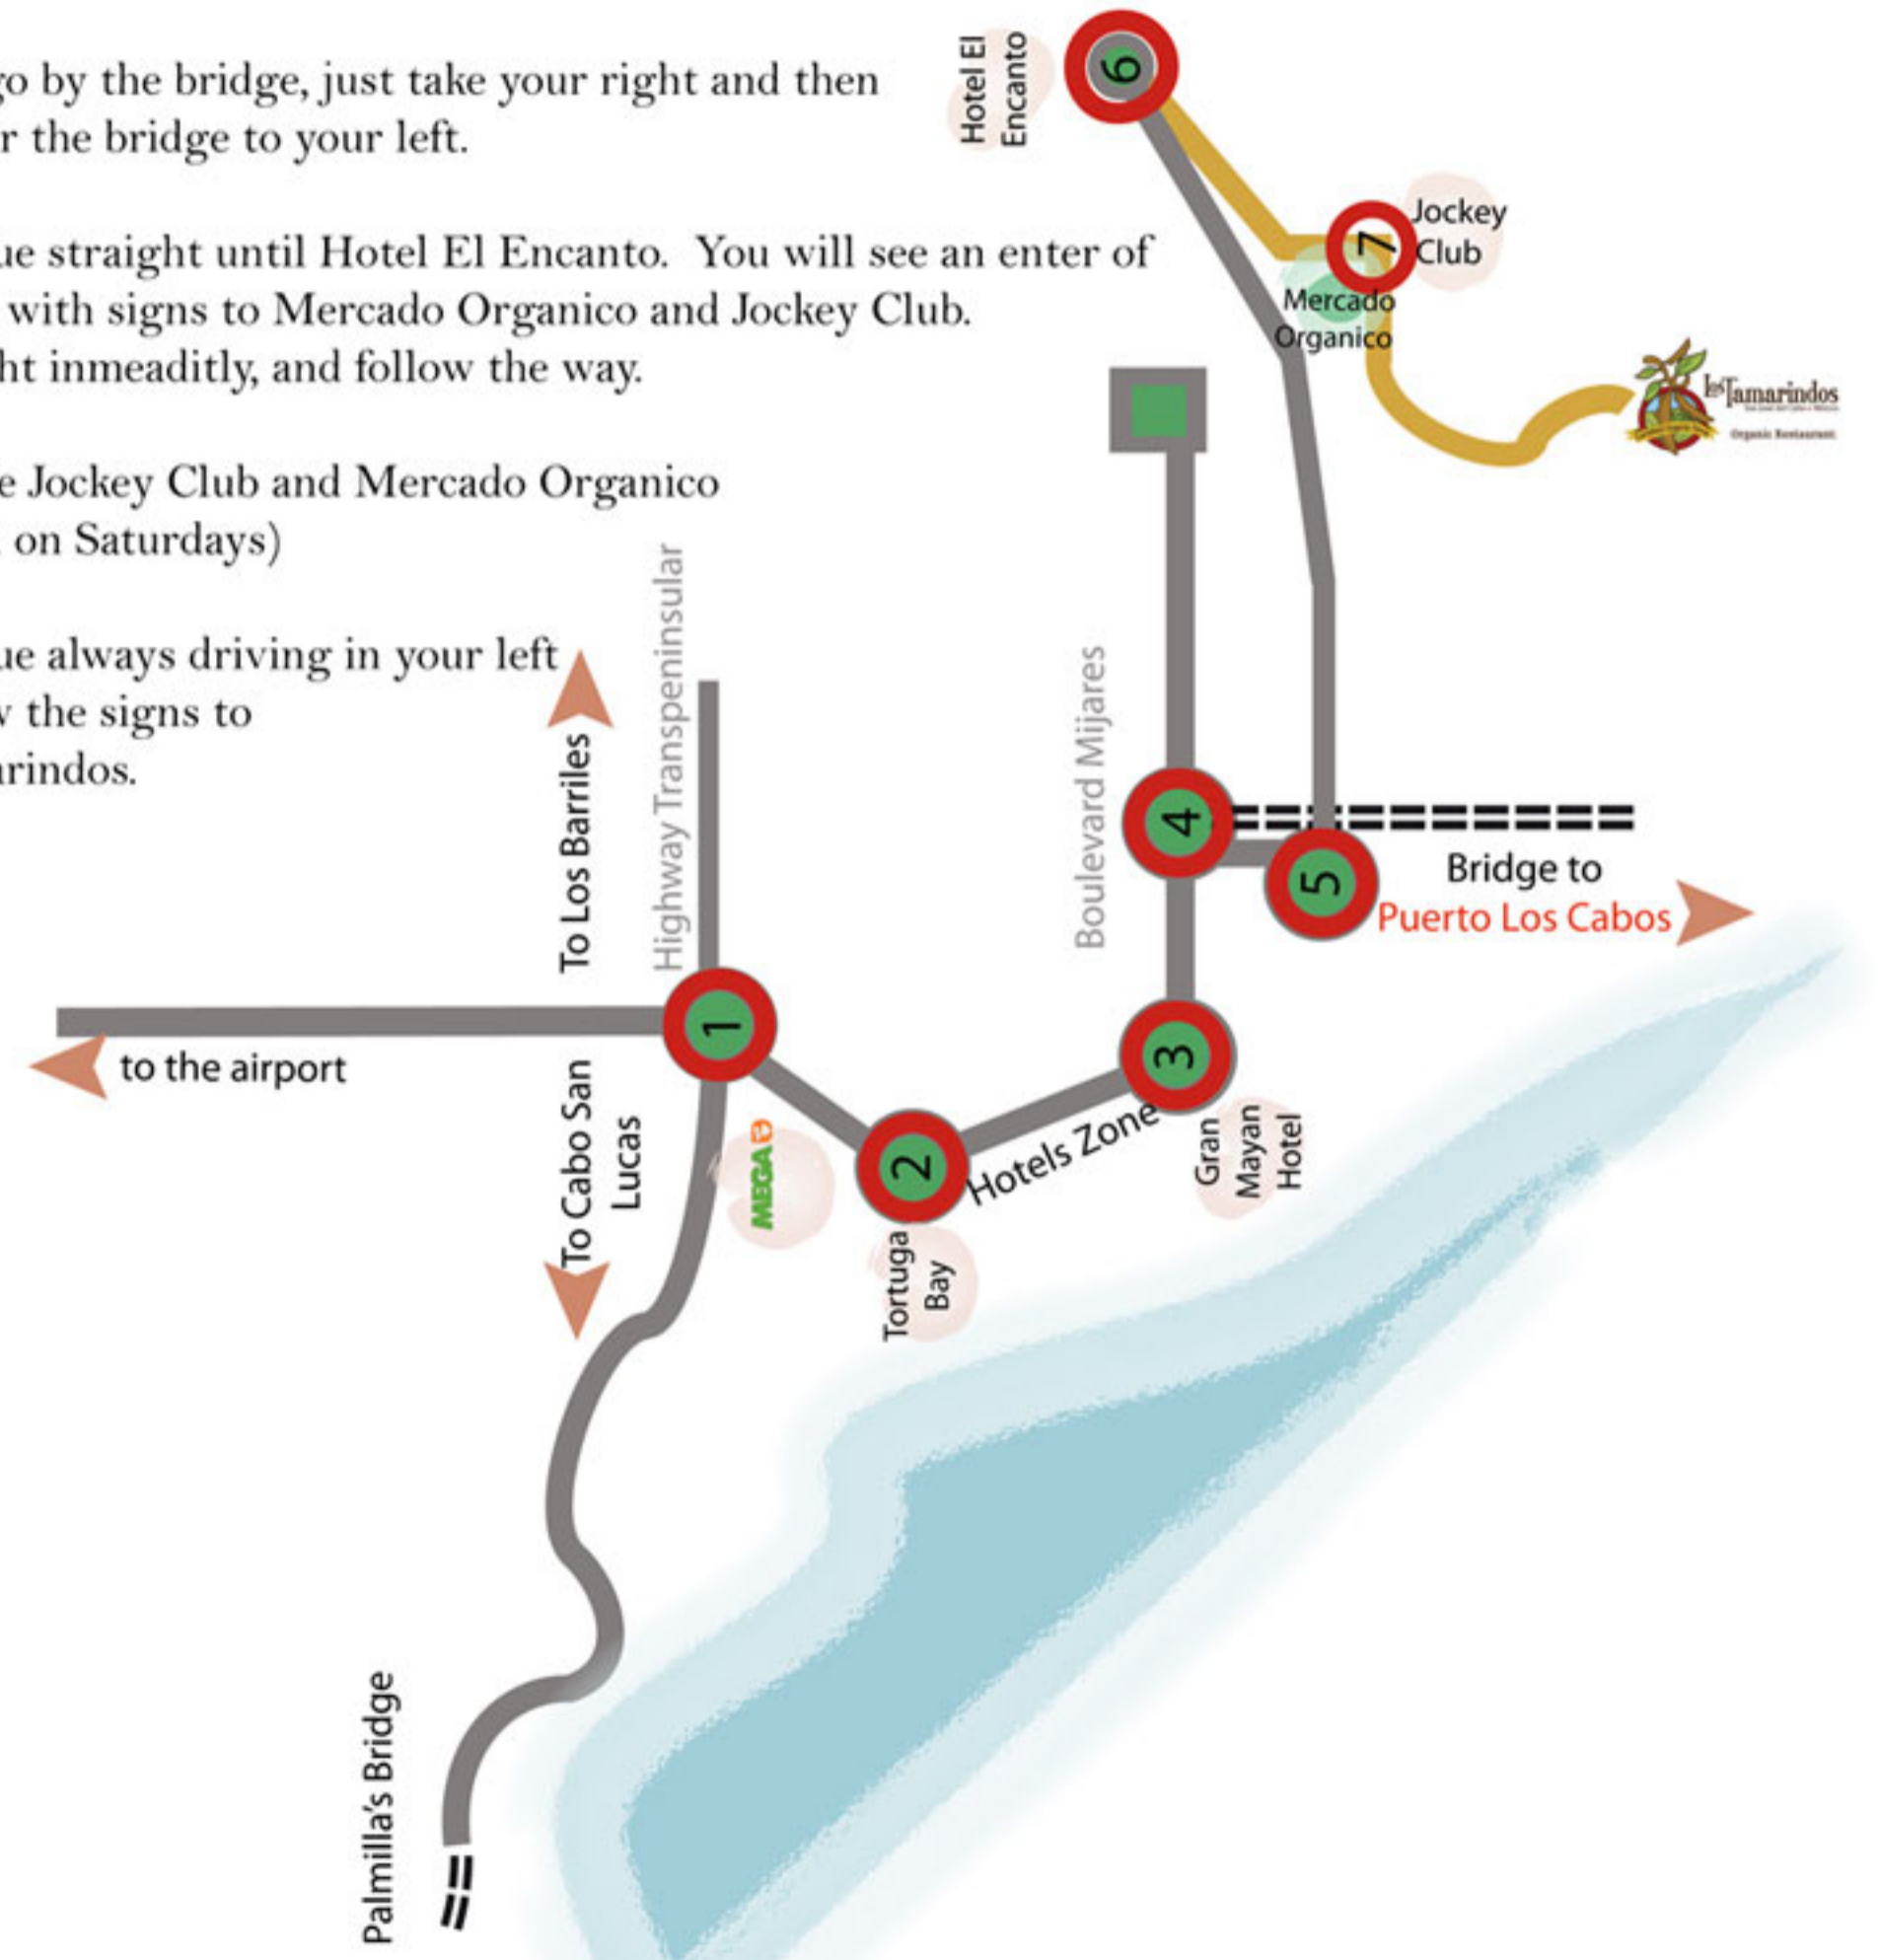 go by the bridge, just take your right and then
r the bridge to your left.
ue straight until Hotel El Encanto. You will see an enter of
with signs to Mercado Organico and Jockey Club.
ht inmeaditly, and follow the way.
e Jockey Club and Mercado Organico
on Saturdays)
ue always driving in your left
w the signs to
arindos.
Hotel El
Encanto
6
7
Jockey
Club
Mercado
Organico
los Tamarindos
Organic Restaurant
Highway Transpeninsular
To Los Barriles
Boulevard Mijares
4
5
Bridge to
Puerto Los Cabos
1
to the airport
To Cabo San
Lucas
MEGA
2
Hotels Zone
3
Gran
Mayan
Hotel
Tortuga
Bay
Palmilla's Bridge